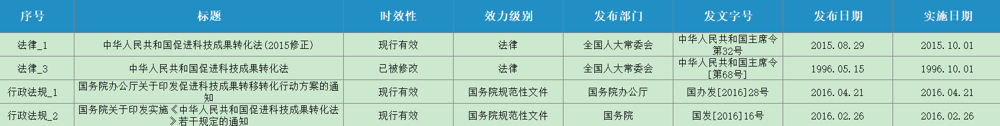 序号 标题 时效性 效力级别 发布部门 发文字号 发布日期 实施日期
法律_1 中华人民共和国促进科技成果转化法(2015修正) 现行有效 法律 全国人大常委会 中华人民共和国主席令
第32号 2015.08.29 2015.10.01
法律_3 中华人民共和国促进科技成果转化法 已被修改 法律 全国人大常委会 中华人民共和国主席令
[第68号] 1996.05.15 1996.10.01
行政法规_1 国务院办公厅关于印发促进科技成果转移转化行动方案的通
知 现行有效 国务院规范性文件 国务院办公厅 国办发[2016]28号 2016.04.21 2016.04.21
行政法规_2 国务院关于印发实施《中华人民共和国促进科技成果转化法
》若干规定的通知 现行有效 国务院规范性文件 国务院 国发[2016]16号 2016.02.26 2016.02.26